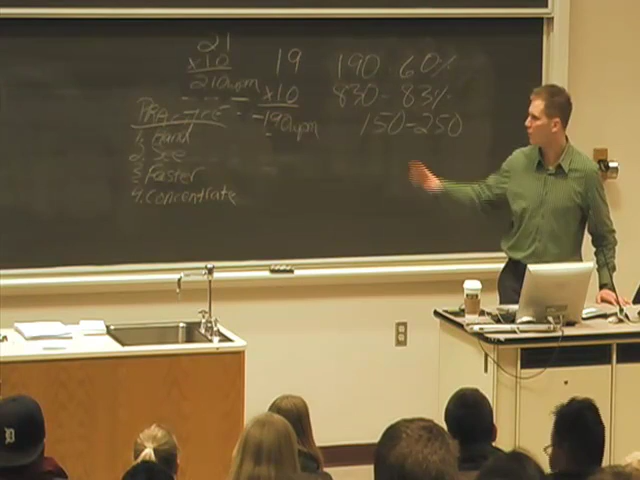 21
x10
210wpm
19
x10
-190wpm
190 60%
830- 83%
150-250
PRACTICE
1. Hand
2. See
3. Faster
4. Concentrate
D